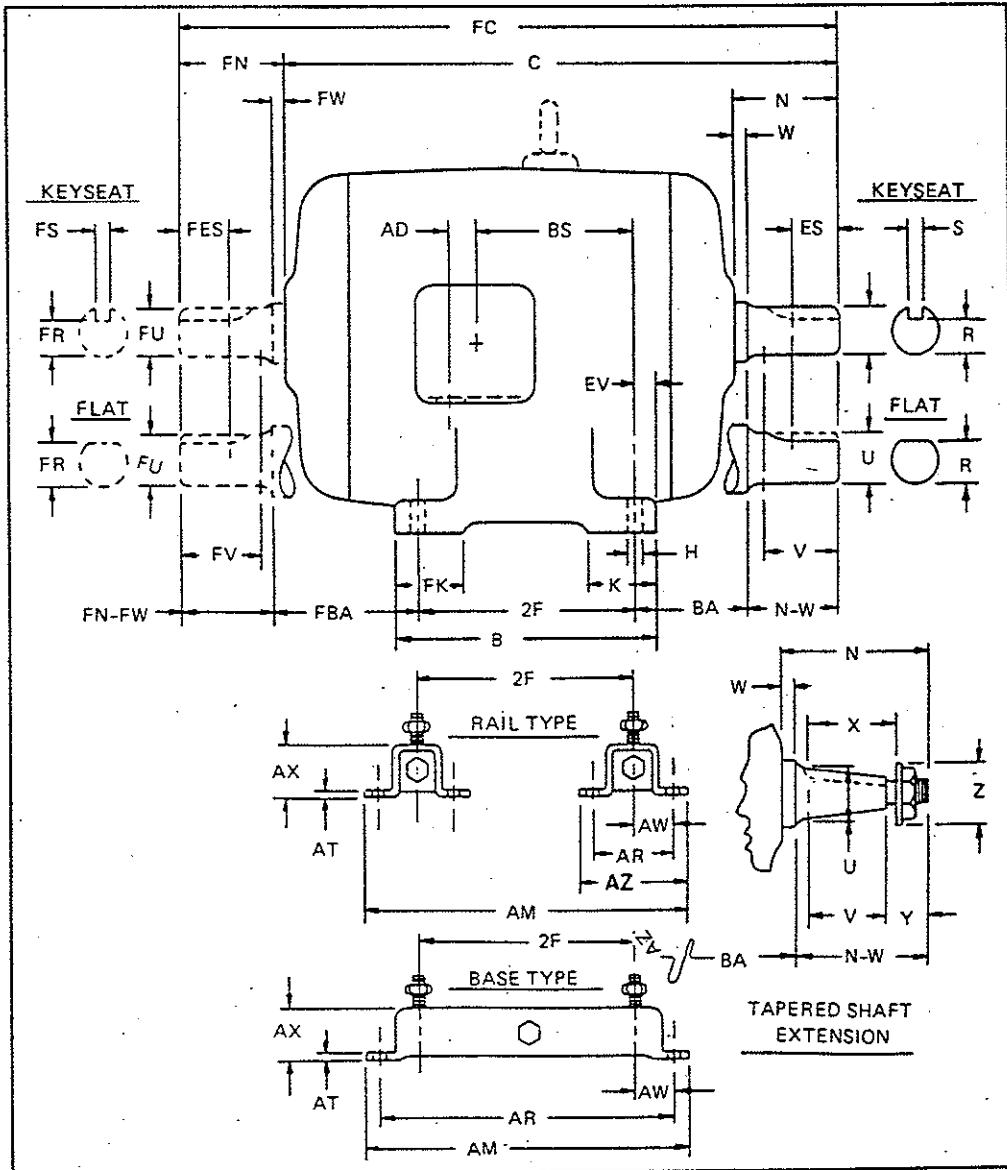 FC
FN C
FW N
W
KEYSEAT KEYSEAT
FS FES AD BS ES S
FR FU R
EV
FLAT FLAT
FR FU U R
FV FK H K V
FN-FW FBA 2F BA N-W
B
N
2F W
RAIL TYPE X
AX Z
AT AW
AR U
AZ
AM V Y
2F BA N-W
BASE TYPE
AX TAPERED SHAFT
EXTENSION
AT AW
AR
AM